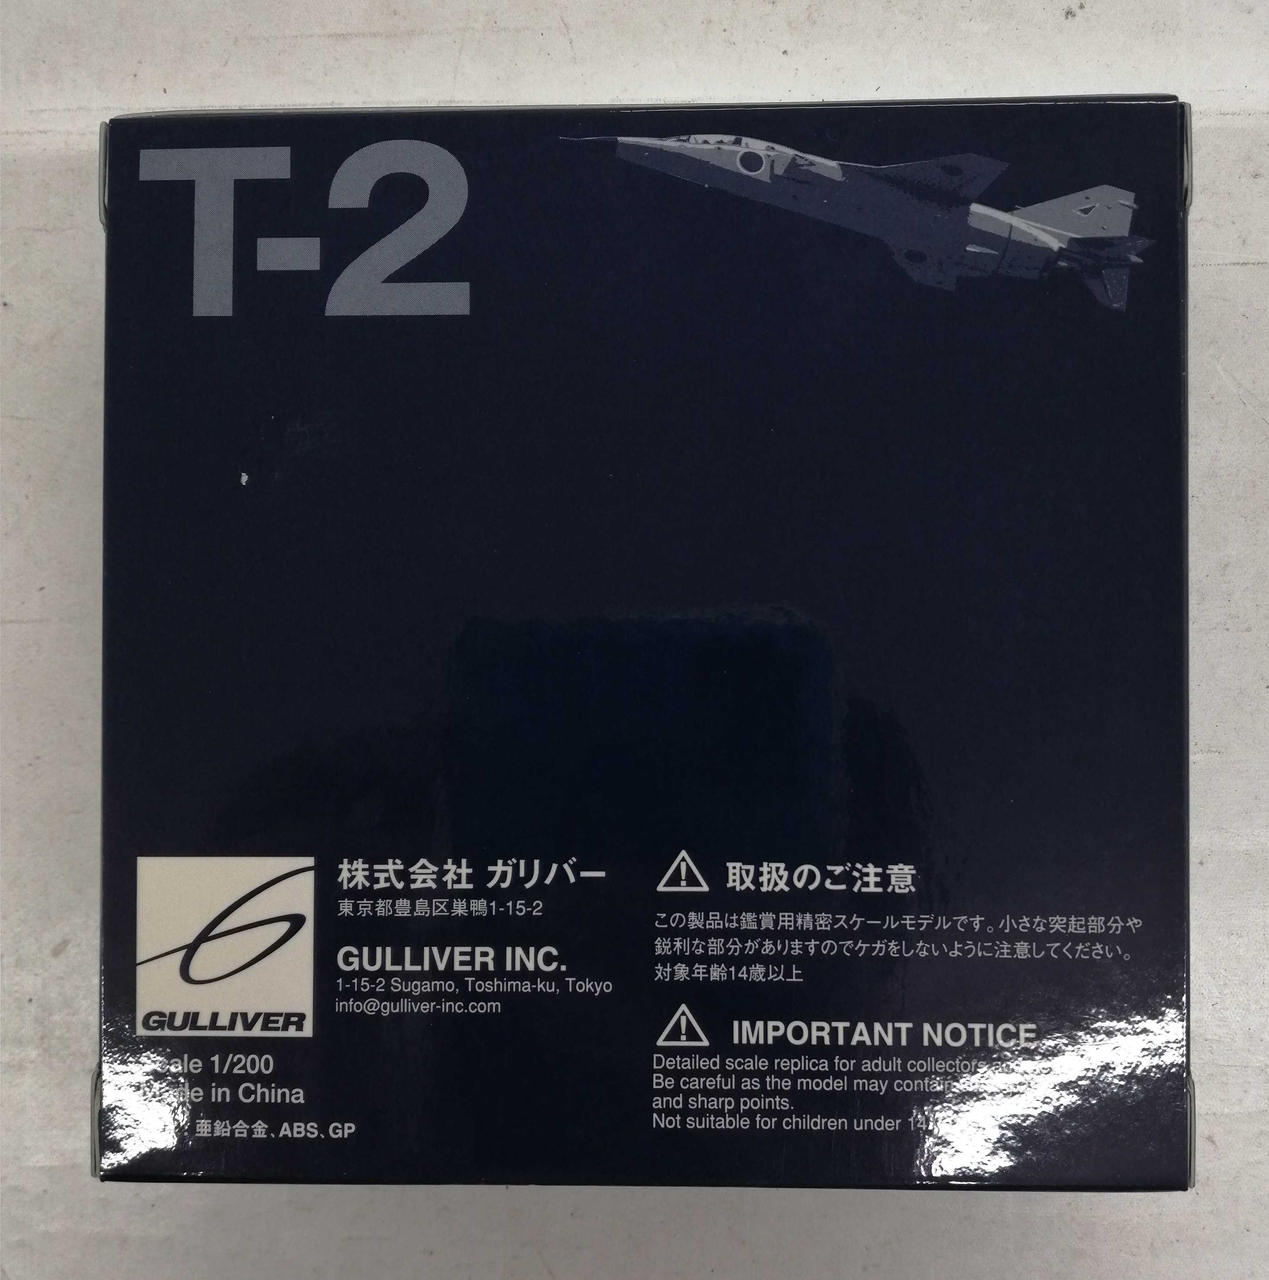 T-2
GULLIVER
株式会社 ガリバー
東京都豊島区巣鴨1-15-2
GULLIVER INC.
1-15-2 Sugamo, Toshima-ku, Tokyo
info@gulliver-inc.com
1/200
in China
亜鉛合金、ABS、GP
取扱のご注意
この製品は鑑賞用精密スケールモデルです。小さな突起部分や
鋭利な部分がありますのでケガをしないように注意してください。
対象年齢14歳以上
IMPORTANT NOTICE
Detailed scale replica for adult collectors
Be careful as the model may contain
and sharp points.
Not suitable for children under 14